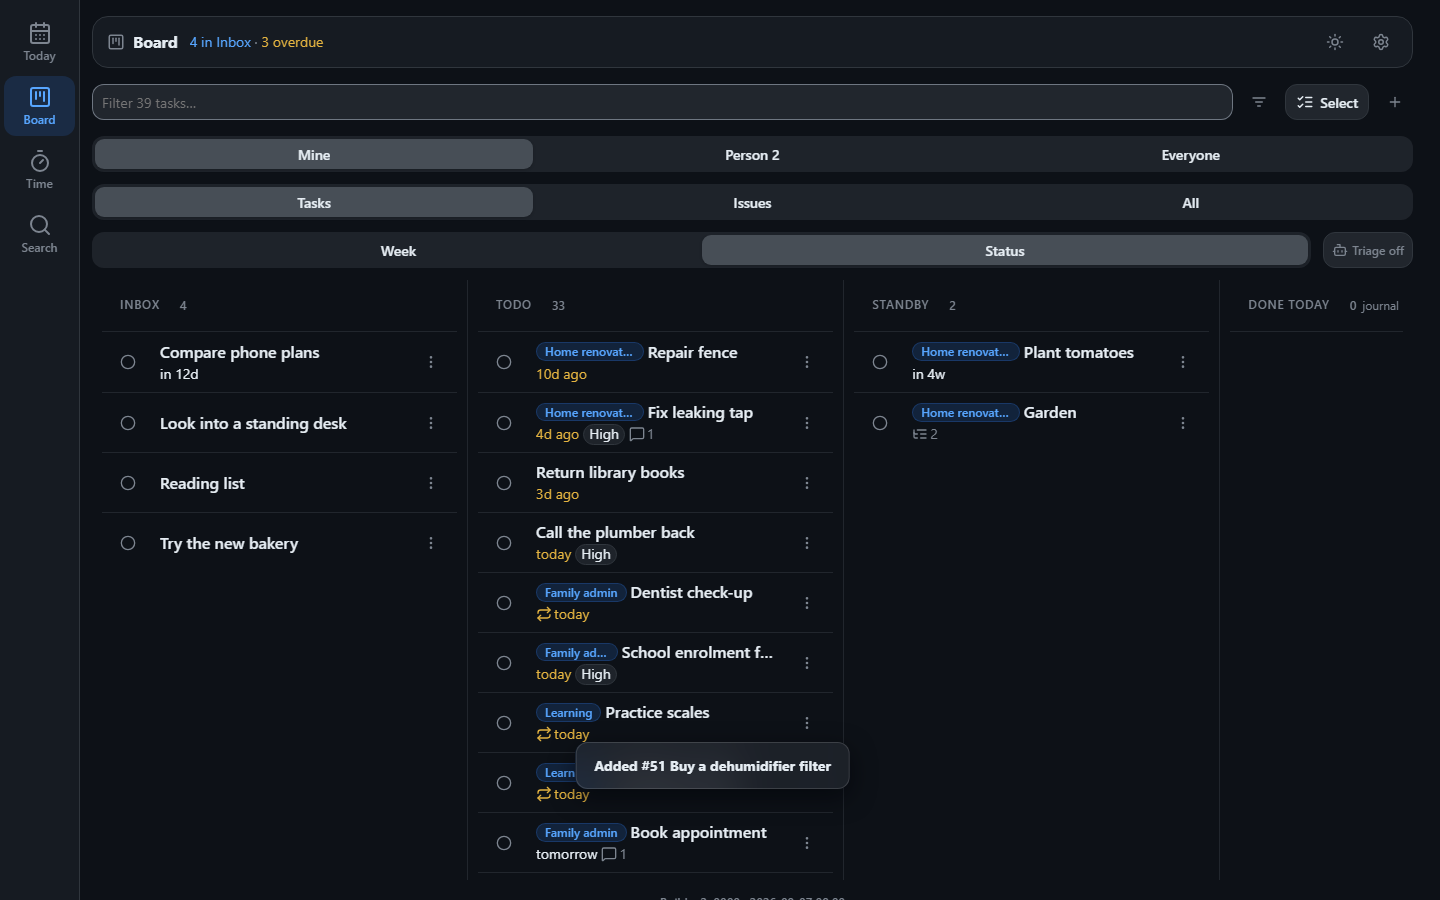 Today
Board
Time
Search
Board 4 in Inbox · 3 overdue
Filter 39 tasks...
Select
Mine Person 2 Everyone
Tasks Issues All
Week Status
Triage off
INBOX 4
Compare phone plans
in 12d
Look into a standing desk
Reading list
Try the new bakery
TODO 33
Home renovat... Repair fence
10d ago
Home renovat... Fix leaking tap
4d ago High 1
Return library books
3d ago
Call the plumber back
today High
Family admin Dentist check-up
today
Family ad... School enrolment f...
today High
Learning Practice scales
today
Learn
today
Family admin Book appointment
tomorrow 1
STANDBY 2
Home renovat... Plant tomatoes
in 4w
Home renovat... Garden
2
DONE TODAY 0 journal
Added #51 Buy a dehumidifier filter